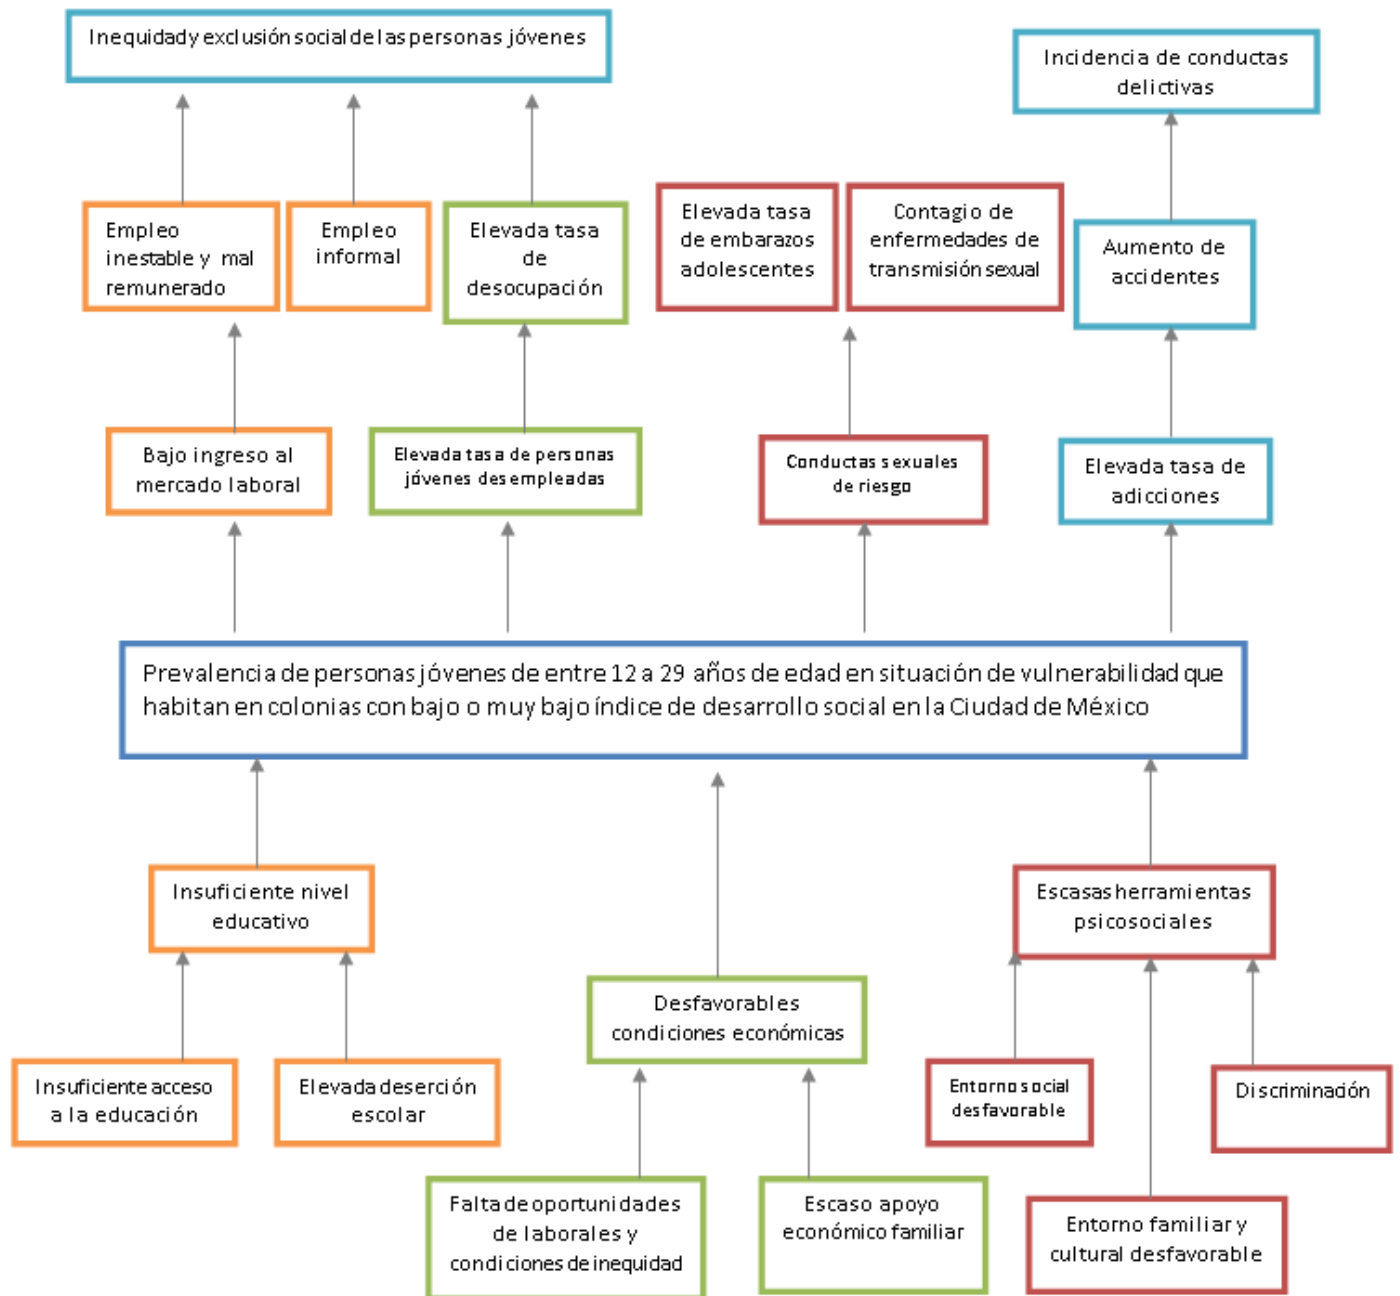 Inequidad y exclusión social de las personas jóvenes
Incidencia de conductas
delictivas
Empleo
inestable y mal
remunerado
Empleo
informal
Elevada tasa
de
desocupación
Elevada tasa
de embarazos
adolescentes
Contagio de
enfermedades de
transmisión sexual
Aumento de
accidentes
Bajo ingreso al
mercado laboral
Elevada tasa de personas
jóvenes desempleadas
Conductas sexuales
de riesgo
Elevada tasa de
adicciones
Prevalencia de personas jóvenes de entre 12 a 29 años de edad en situación de vulnerabilidad que
habitan en colonias con bajo o muy bajo índice de desarrollo social en la Ciudad de México
Insuficiente nivel
educativo
Escasas herramientas
psicosociales
Desfavorables
condiciones económicas
Insuficiente acceso
a la educación
Elevada deserción
escolar
Entorno social
desfavorable
Discriminación
Falta de oportunidades
de laborales y
condiciones de inequidad
Escaso apoyo
económico familiar
Entorno familiar y
cultural desfavorable